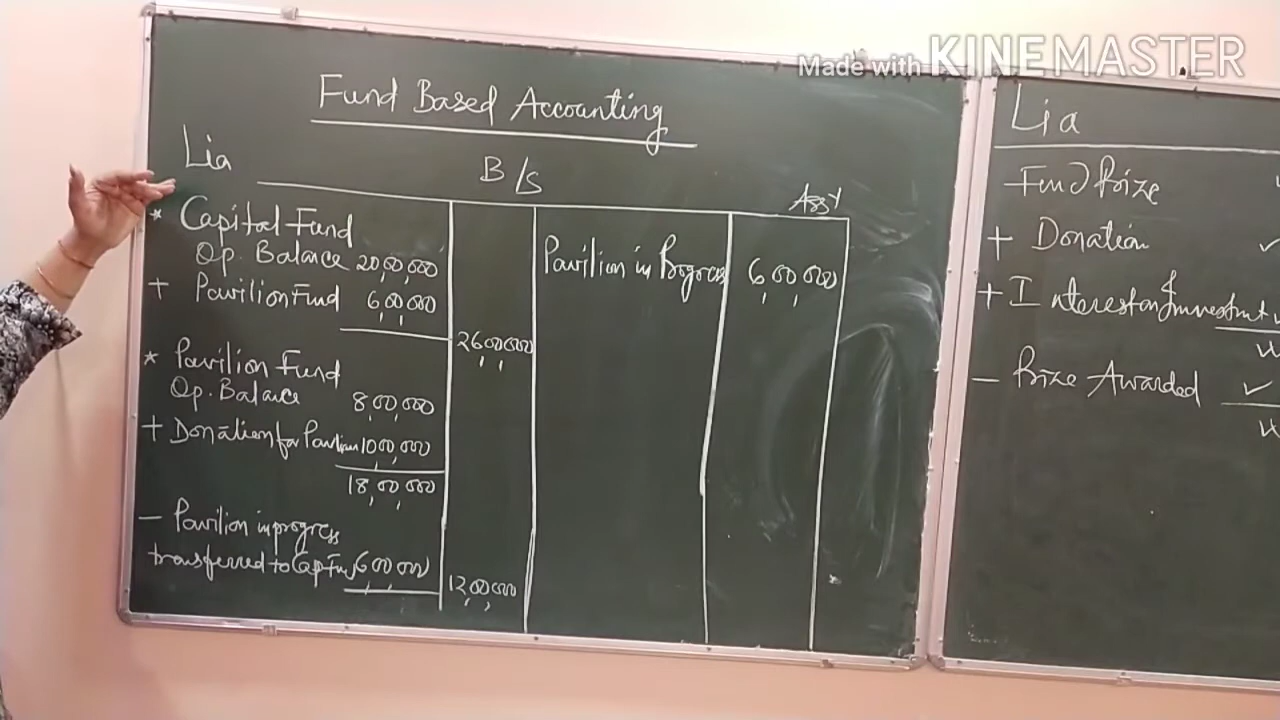 Made with KINEMASTER
Fund Based Accounting
Lia
B/S
Asst
* Capital Fund
Op. Balance 20,00,000
+ Pavilion Fund 6,00,000
26,00,000
* Pavilion Fund
Op. Balance 8,00,000
+ Donation for Pavilion 10,00,000
18,00,000
- Pavilion in progress
transferred to Cap Fund 6,00,000
12,00,000
Pavilion in Progress 6,00,000
Lia
Fund Prize
+ Donation ✓
+ Interest on Investment
- Prize Awarded ✓